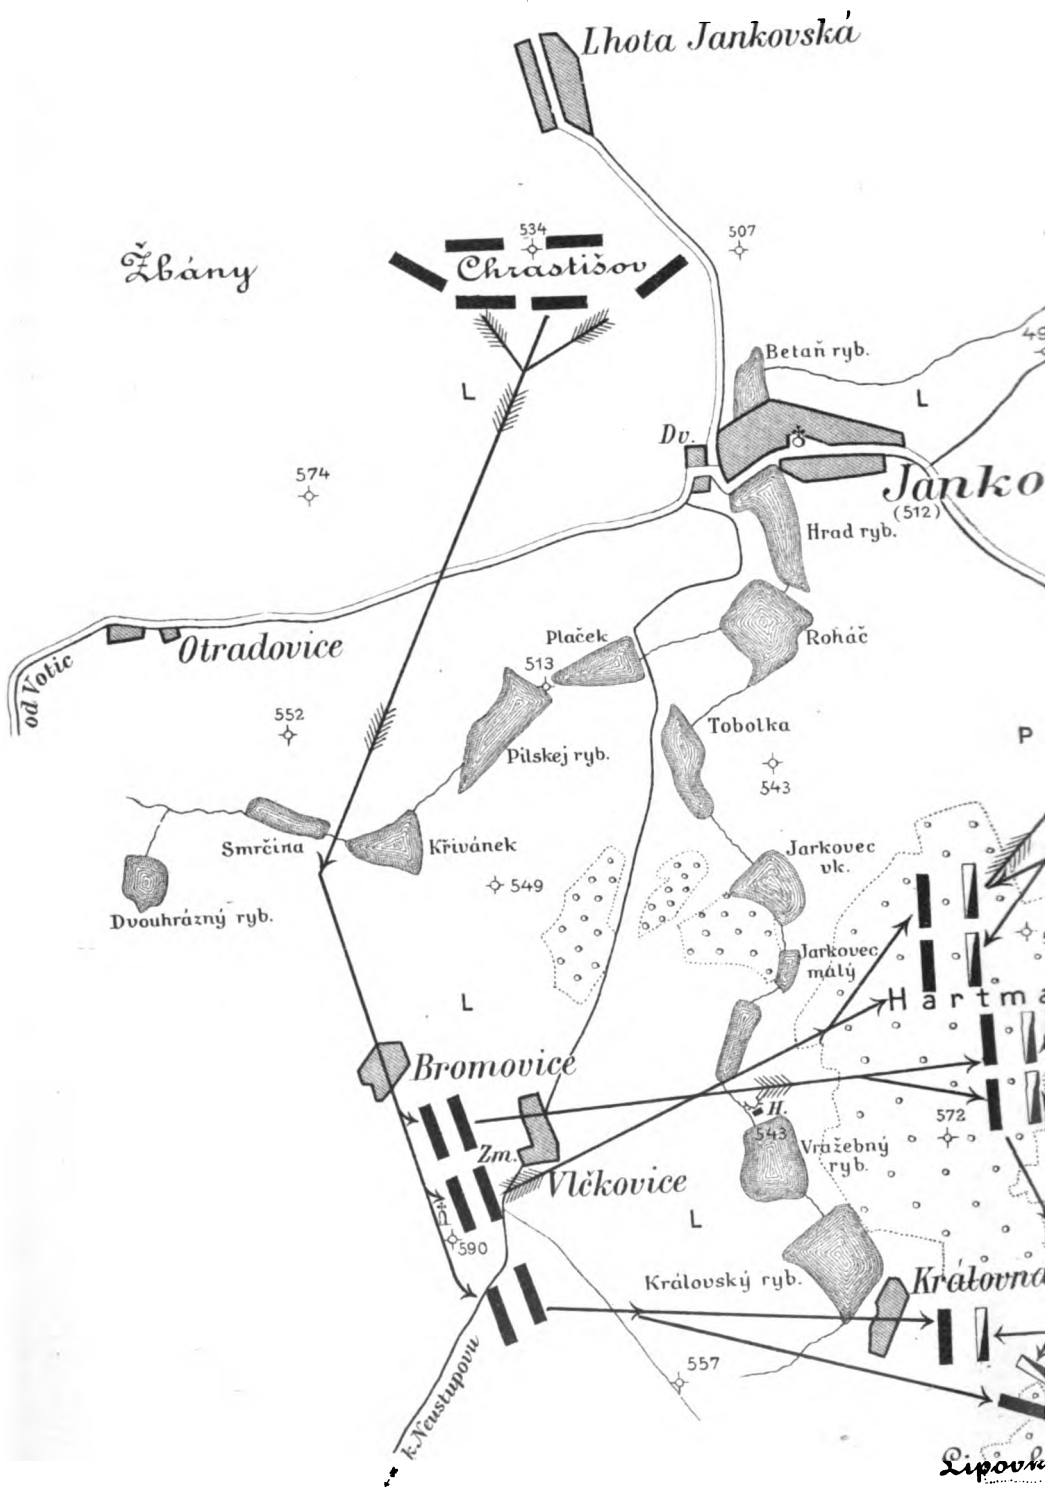 Lhota Jankovská
534
507
Žbány
Chrastišov
49
Betaň ryb.
L
L
Dv.
574
Janko
(512)
Hrad ryb.
Plaček
Roháč
Otradovice
513
od Votic
552
Tobolka
P
Pilskej ryb.
543
Smrčina
Křivánek
Jarkovec
vk.
549
Dvouhrázný ryb.
Jarkovec
málý
L
Hartma
Bromovice
H.
543
572
Zm.
Vražebný
ryb.
Vlčkovice
L
590
Královský ryb.
Královna
k Neustupovu
557
Lipovk